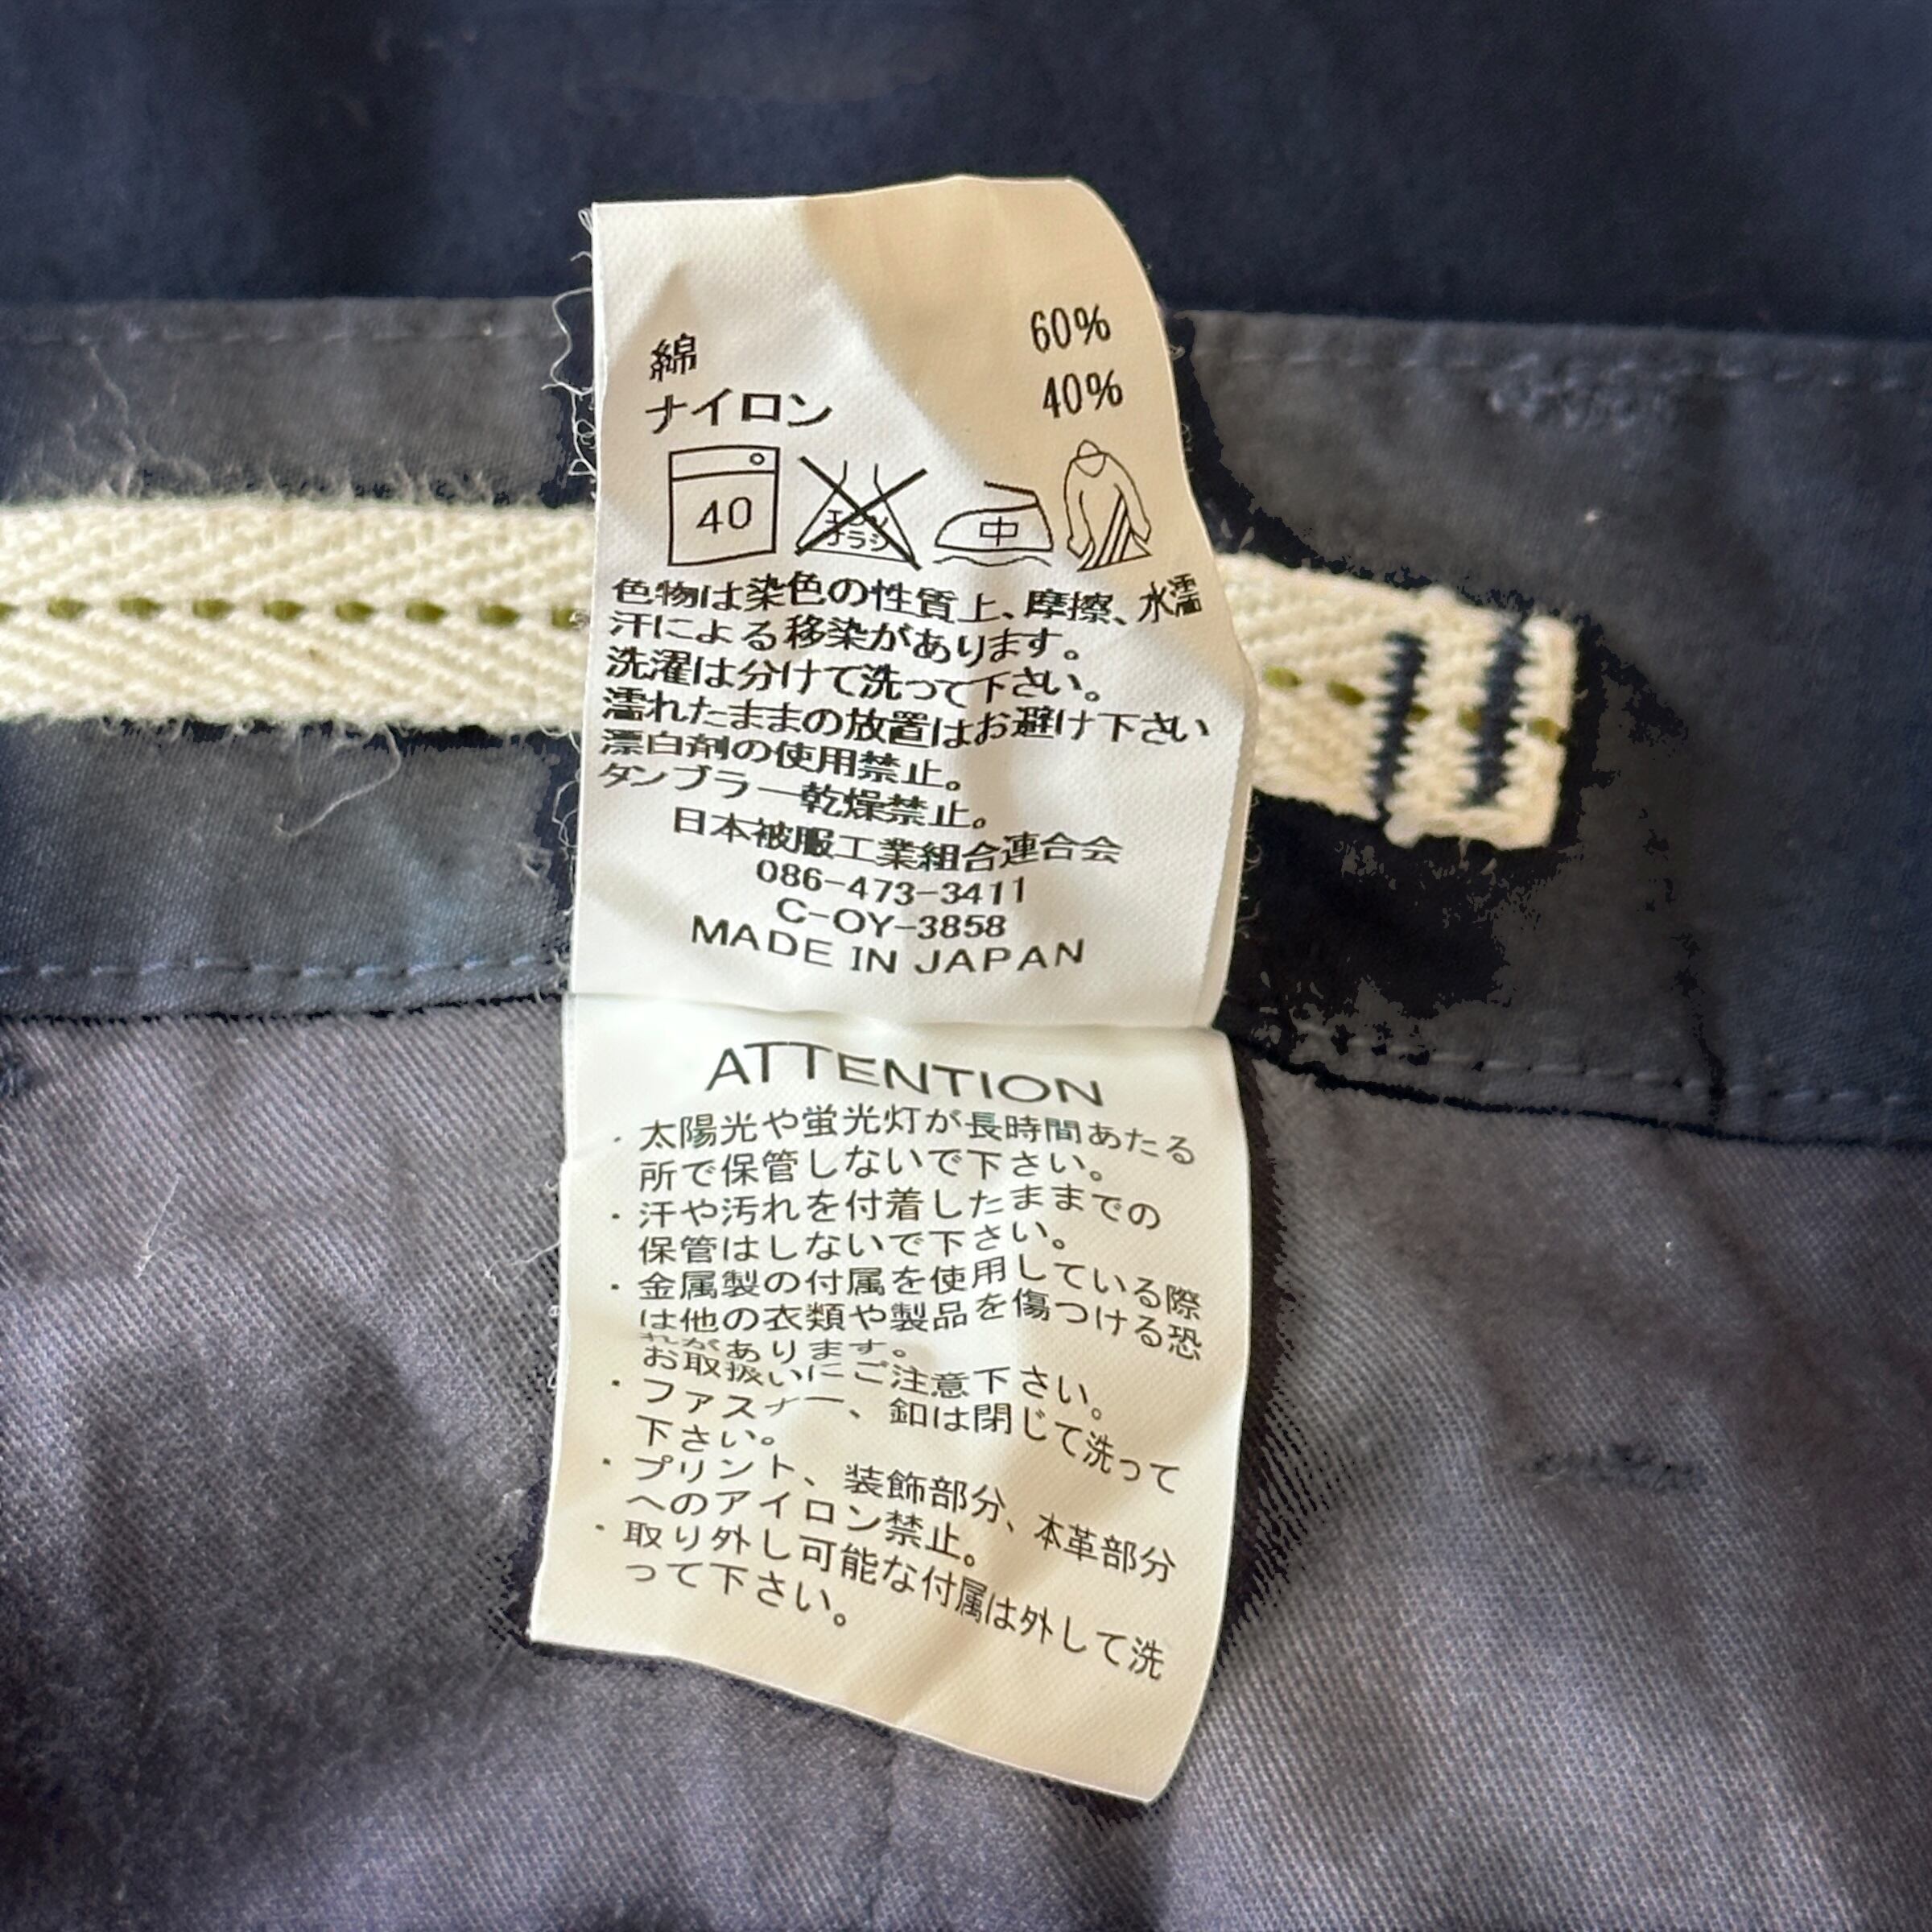 綿 60%
ナイロン 40%
40 エンソ サラシ 中
色物は染色の性質上、摩擦、水濡
汗による移染があります。
洗濯は分けて洗って下さい。
濡れたままの放置はお避け下さい
漂白剤の使用禁止。
タンブラー乾燥禁止。
日本被服工業組合連合会
086-473-3411
C-OY-3858
MADE IN JAPAN
ATTENTION
・太陽光や蛍光灯が長時間あたる
所で保管しないで下さい。
・汗や汚れを付着したままでの
保管はしないで下さい。
・金属製の付属を使用している際
は他の衣類や製品を傷つける恐
れがあります。
お取扱いにご注意下さい。
・ファスナー、釦は閉じて洗って
下さい。
・プリント、装飾部分、本革部分
へのアイロン禁止。
・取り外し可能な付属は外して洗
って下さい。